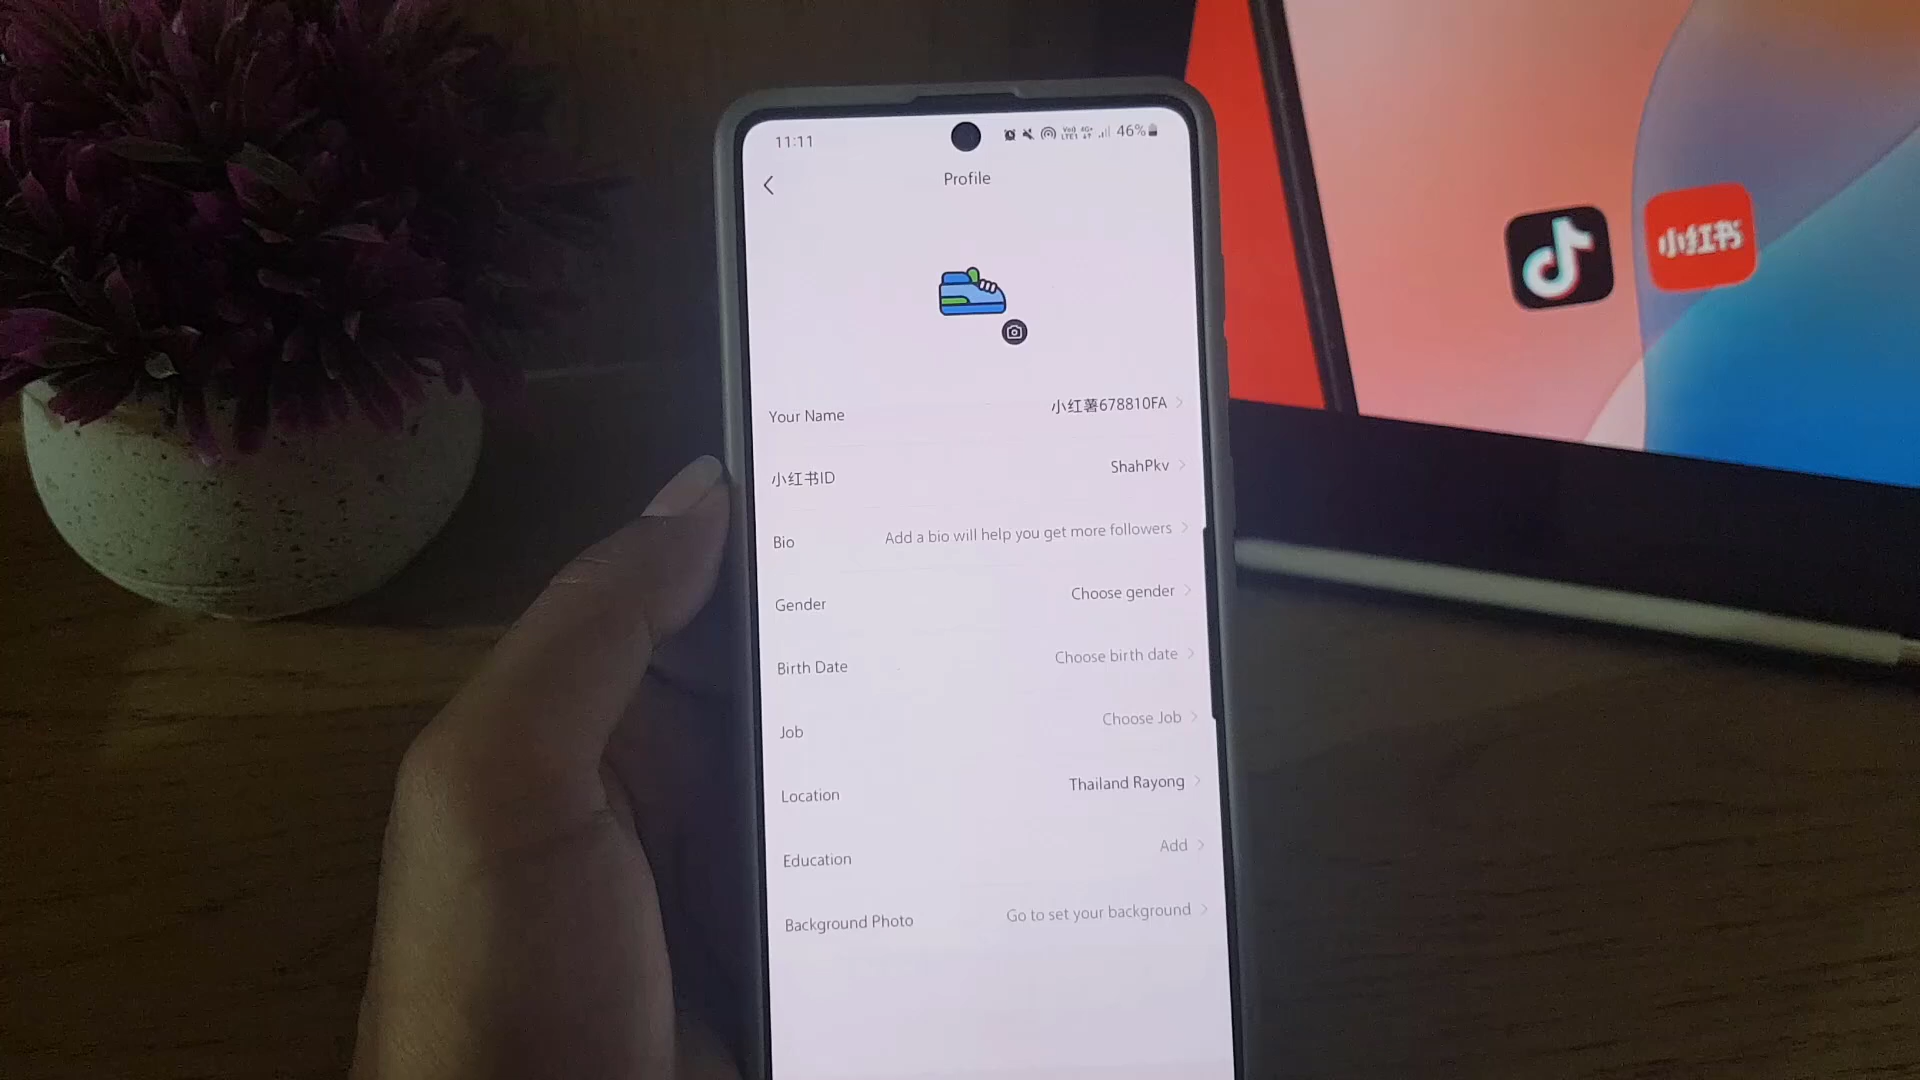 11:11
46%
Profile
Your Name 小红薯678810FA
小红书ID ShahPkv
Bio Add a bio will help you get more followers
Gender Choose gender
Birth Date Choose birth date
Job Choose Job
Location Thailand Rayong
Education Add
Background Photo Go to set your background
小红书